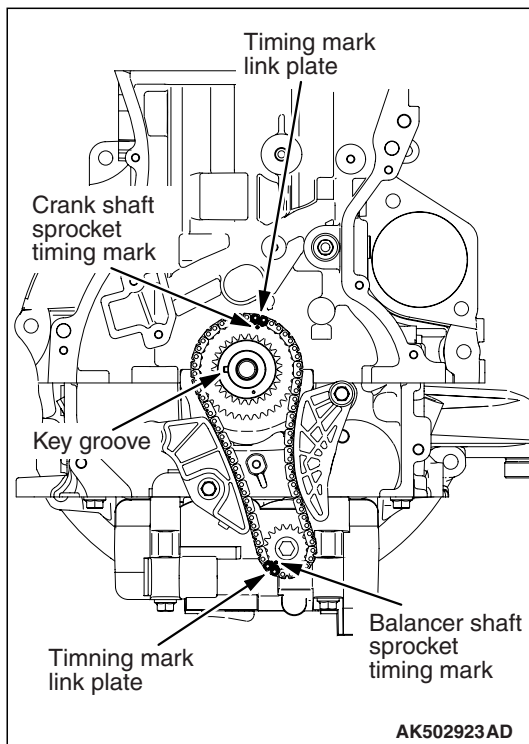 Timing mark
link plate
Crank shaft
sprocket
timing mark
Key groove
Timning mark
link plate
Balancer shaft
sprocket
timing mark
AK502923AD